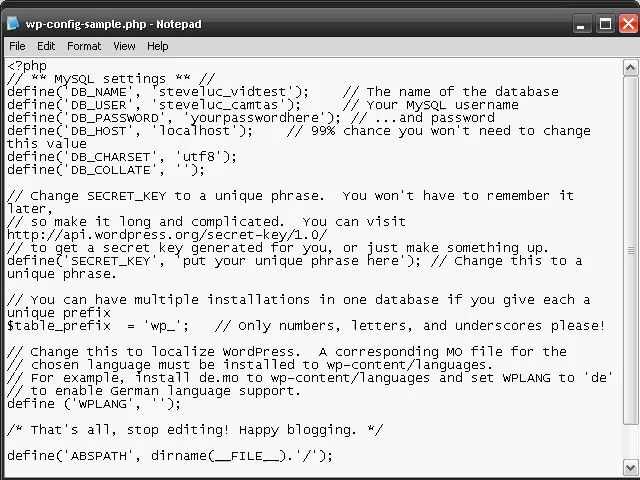 wp-config-sample.php - Notepad
File Edit Format View Help
<?php
// ** MySQL settings ** //
define('DB_NAME', 'steveluc_vidtest');    // The name of the database
define('DB_USER', 'steveluc_camtas');     // Your MySQL username
define('DB_PASSWORD', 'yourpasswordhere'); // ...and password
define('DB_HOST', 'localhost');    // 99% chance you won't need to change
this value
define('DB_CHARSET', 'utf8');
define('DB_COLLATE', '');
// Change SECRET_KEY to a unique phrase.  You won't have to remember it
later,
// so make it long and complicated.  You can visit
http://api.wordpress.org/secret-key/1.0/
// to get a secret key generated for you, or just make something up.
define('SECRET_KEY', 'put your unique phrase here'); // Change this to a
unique phrase.
// You can have multiple installations in one database if you give each a
unique prefix
$table_prefix  = 'wp_';   // Only numbers, letters, and underscores please!
// Change this to localize WordPress.  A corresponding MO file for the
// chosen language must be installed to wp-content/languages.
// For example, install de.mo to wp-content/languages and set WPLANG to 'de'
// to enable German language support.
define ('WPLANG', '');
/* That's all, stop editing! Happy blogging. */
define('ABSPATH', dirname(__FILE__).'/');